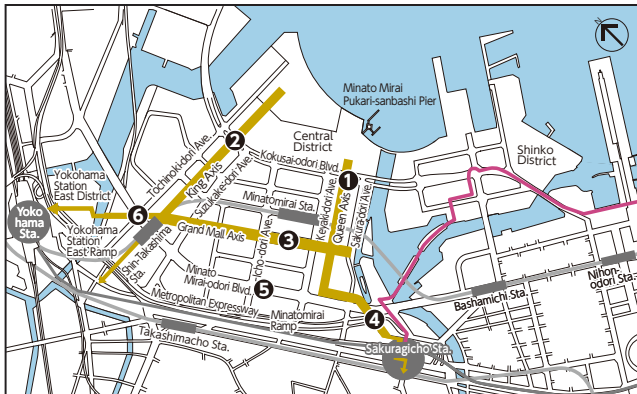 N
Minato Mirai
Pukari-sanbashi Pier
Central
District
Shinko
District
Kokusai-odori Blvd.
Tochinoki-dori Ave.
King Axis
Suzukake-dori Ave.
2
1
Keyaki-dori Ave.
Queen Axis
Sakura-dori Ave.
Yokohama
Station
East District
Yoko
hama
Sta.
6
Minatomirai Sta.
Yokohama
Station
East Ramp
Shin-Takashima
Sta.
Grand Mall Axis
3
Icho-dori Ave.
Minato
Mirai-odori Blvd.
5
Metropolitan Expressway
Minatomirai
Ramp
4
Takashimacho Sta.
Sakuragicho Sta.
Bashamichi Sta.
Nihon-
odori Sta.